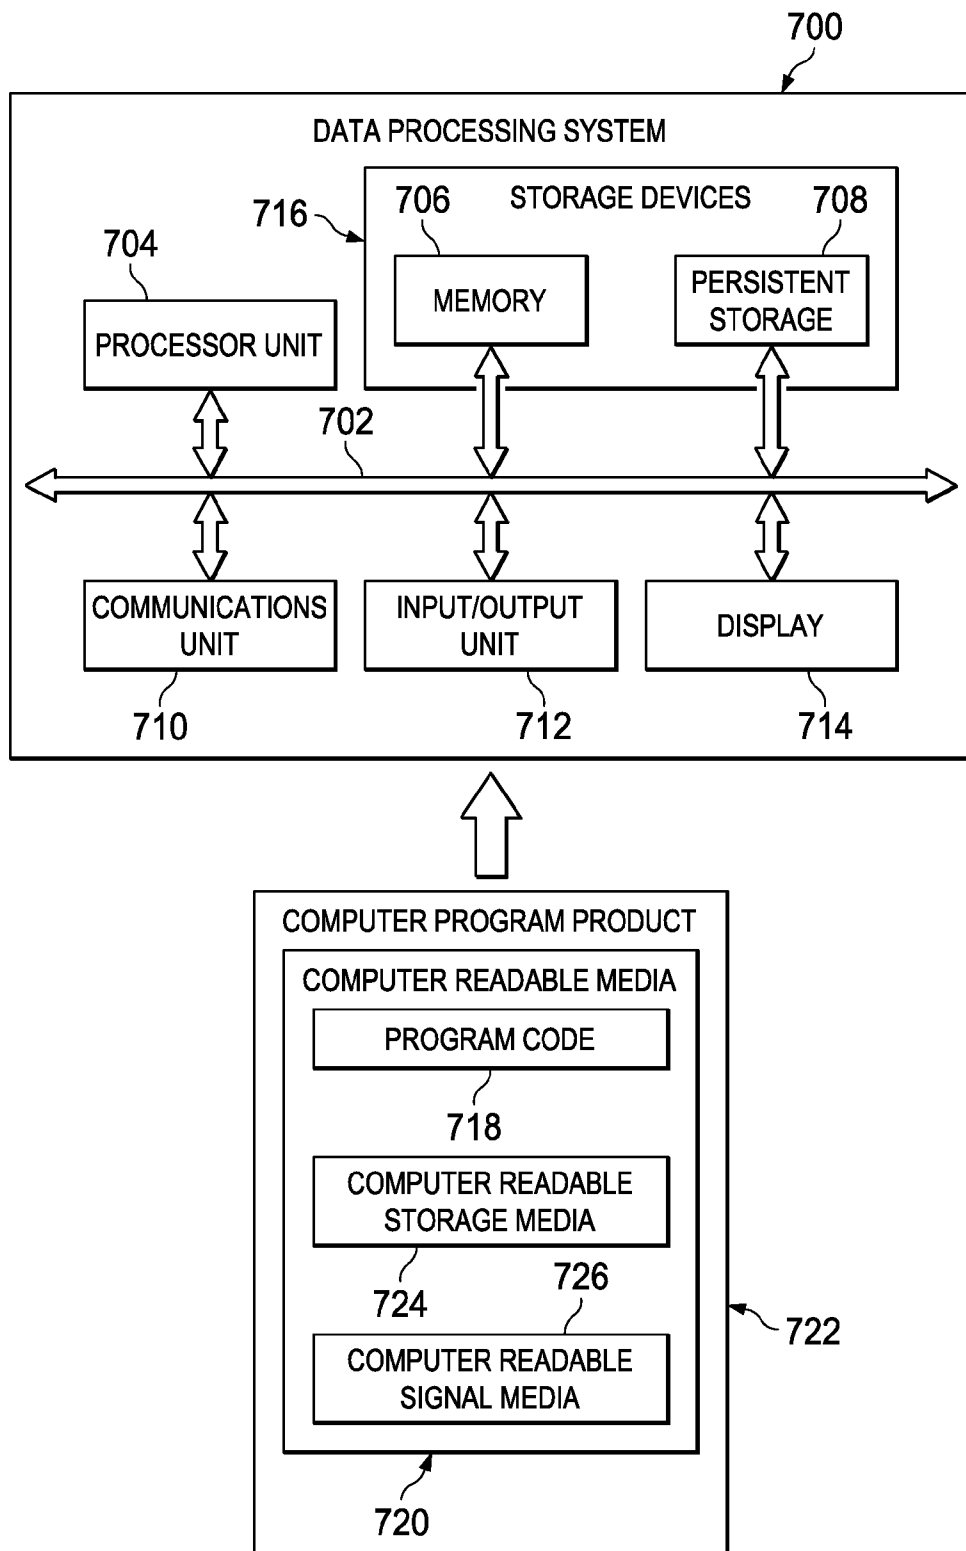 700
DATA PROCESSING SYSTEM
STORAGE DEVICES
716
706
708
704
MEMORY
PERSISTENT
STORAGE
PROCESSOR UNIT
702
COMMUNICATIONS
UNIT
INPUT/OUTPUT
UNIT
DISPLAY
710
712
714
COMPUTER PROGRAM PRODUCT
COMPUTER READABLE MEDIA
PROGRAM CODE
718
COMPUTER READABLE
STORAGE MEDIA
724
726
722
COMPUTER READABLE
SIGNAL MEDIA
720